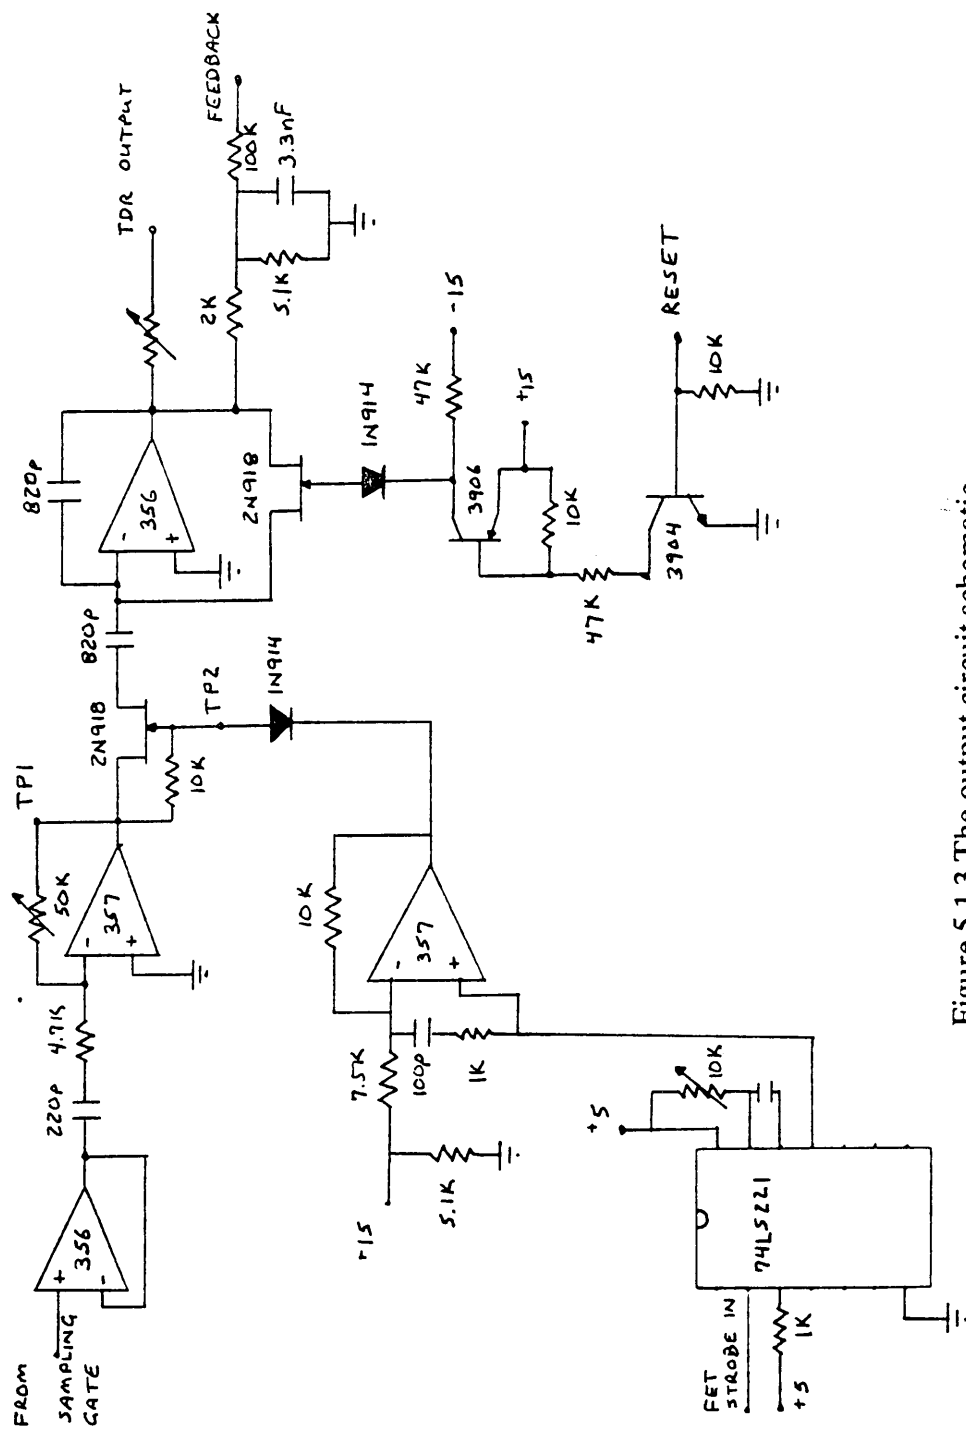 FROM
SAMPLING
GATE
+
356
-
220P
4.7K
50K
TP1
-
357
+
2N918
10K
TP2
1N914
820P
820P
-
356
+
TDR OUTPUT
2N918
1N914
2K
5.1K
100K
3.3nF
FEEDBACK
47K
-15
3906
+15
10K
47K
3904
RESET
10K
+15
5.1K
7.5K
100P
1K
10K
-
357
+
+5
10K
74LS221
FET
STROBE IN
+5
1K
Figure 5.1.3 The output circuit schematic